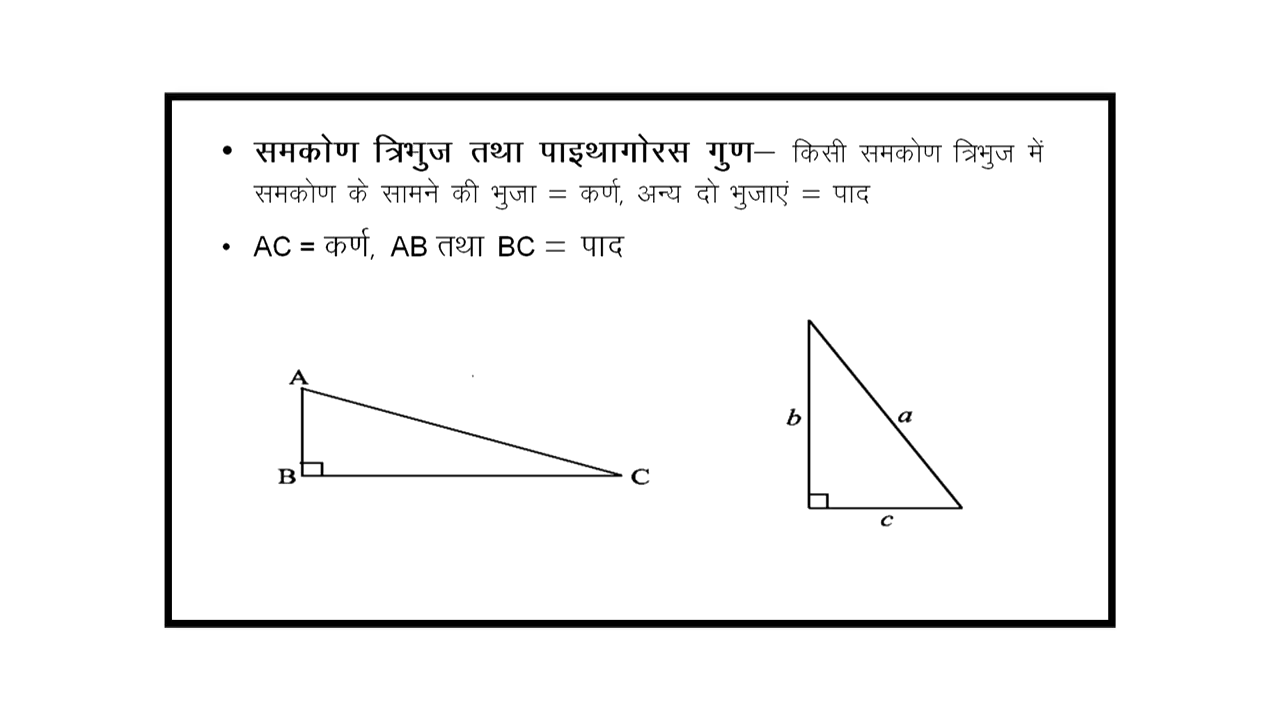 • समकोण त्रिभुज तथा पाइथागोरस गुण– किसी समकोण त्रिभुज में
समकोण के सामने की भुजा = कर्ण, अन्य दो भुजाएं = पाद
• AC = कर्ण, AB तथा BC = पाद
A
B
C
b
a
c